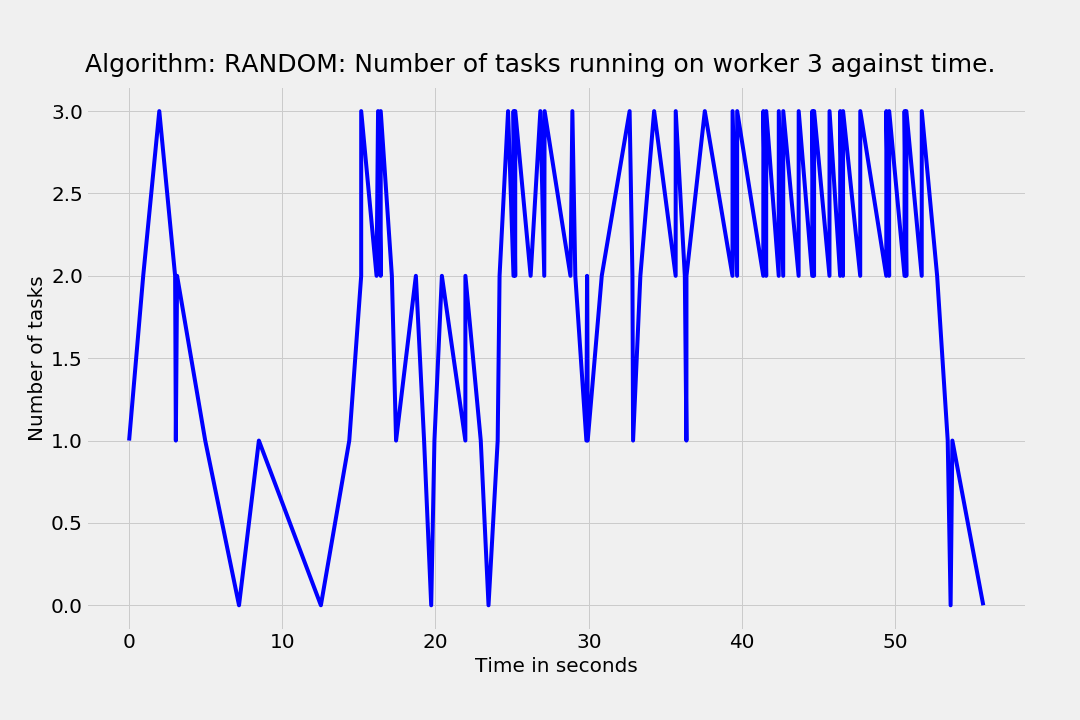 Algorithm: RANDOM: Number of tasks running on worker 3 against time.
3.0
2.5
2.0
1.5
1.0
0.5
0.0
Number of tasks
0 10 20 30 40 50
Time in seconds